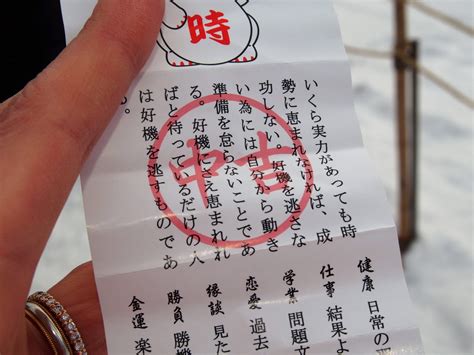 時
いくら実力があっても時
勢に恵まれなければ、成
功しない。好機を逃さな
い為には自分から動き
準備を怠らないことであ
る。好機にさえ恵まれれ
ばと待っているだけの人
は好機を逃すものであ
る。
中吉
健康 日常の
仕事 結果よ
学業 問題文
恋愛 過去
縁談 見た
勝負 勝機
金運 楽